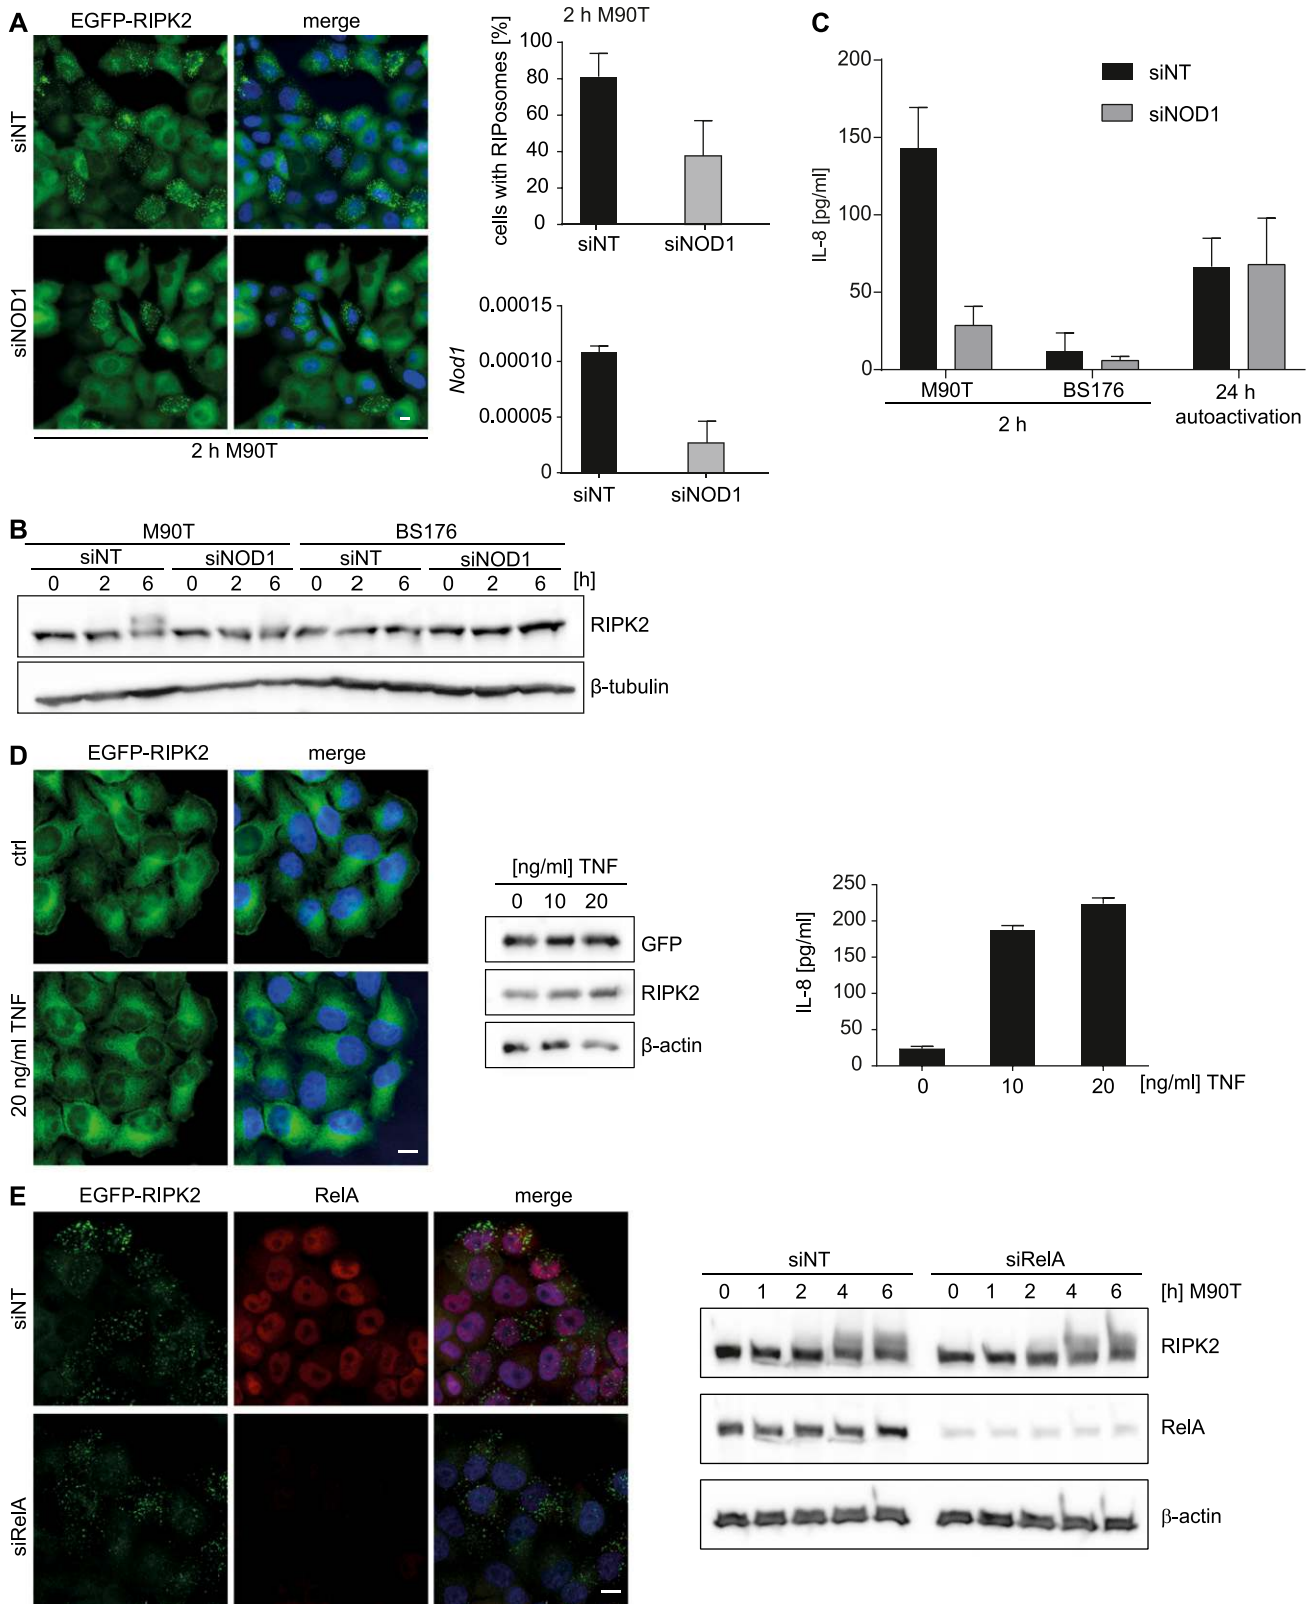 A
EGFP-RIPK2 merge
siNT
siNOD1
2 h M90T
2 h M90T
cells with RIPosomes [%]
100
80
60
40
20
0
siNT siNOD1
Nod1
0.00015
0.00010
0.00005
0
siNT siNOD1
C
IL-8 [pg/ml]
200
150
100
50
0
siNT
siNOD1
M90T BS176 24 h
2 h autoactivation
B
M90T BS176
siNT siNOD1 siNT siNOD1
0 2 6 0 2 6 0 2 6 0 2 6 [h]
RIPK2
β-tubulin
D
EGFP-RIPK2 merge
ctrl
20 ng/ml TNF
[ng/ml] TNF
0 10 20
GFP
RIPK2
β-actin
IL-8 [pg/ml]
250
200
150
100
50
0
0 10 20 [ng/ml] TNF
E
EGFP-RIPK2 RelA merge
siNT
siRelA
siNT siRelA
0 1 2 4 6 0 1 2 4 6 [h] M90T
RIPK2
RelA
β-actin